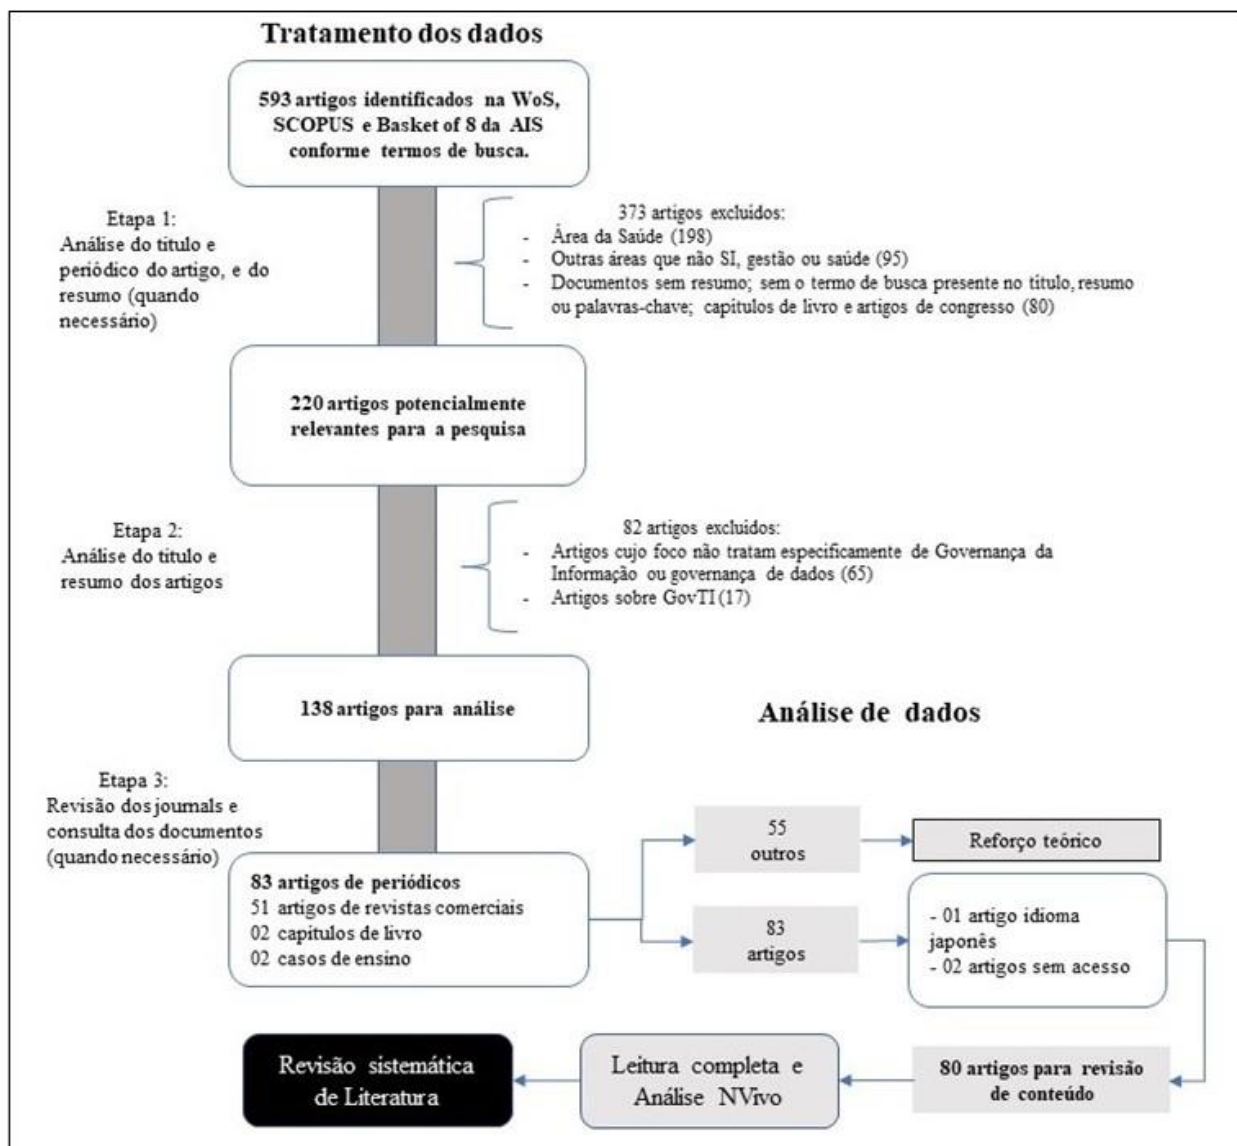 Tratamento dos dados
593 artigos identificados na WoS,
SCOPUS e Basket of 8 da AIS
conforme termos de busca.
Etapa 1:
Análise do título e
periódico do artigo, e do
resumo (quando
necessário)
373 artigos excluídos:
- Área da Saúde (198)
- Outras áreas que não SI, gestão ou saúde (95)
- Documentos sem resumo; sem o termo de busca presente no título, resumo
ou palavras-chave; capítulos de livro e artigos de congresso (80)
220 artigos potencialmente
relevantes para a pesquisa
Etapa 2:
Análise do título e
resumo dos artigos
82 artigos excluídos:
- Artigos cujo foco não tratam especificamente de Governança da
Informação ou governança de dados (65)
- Artigos sobre GovTI (17)
138 artigos para análise
Análise de dados
Etapa 3:
Revisão dos journals e
consulta dos documentos
(quando necessário)
83 artigos de periódicos
51 artigos de revistas comerciais
02 capítulos de livro
02 casos de ensino
55
outros
Reforço teórico
83
artigos
- 01 artigo idioma
japonês
- 02 artigos sem acesso
80 artigos para revisão
de conteúdo
Leitura completa e
Análise NVivo
Revisão sistemática
de Literatura